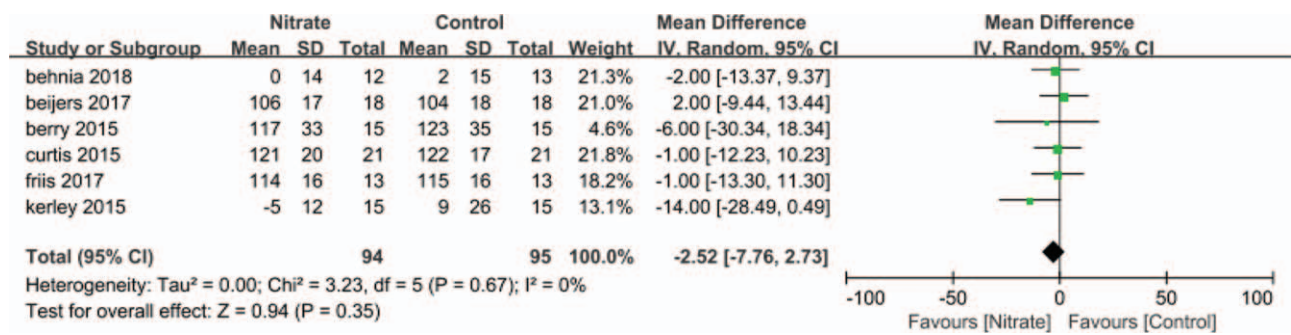 Nitrate Control Mean Difference Mean Difference
Study or Subgroup Mean SD Total Mean SD Total Weight IV, Random, 95% CI IV, Random, 95% CI
behnia 2018 0 14 12 2 15 13 21.3% -2.00 [-13.37, 9.37]
beijers 2017 106 17 18 104 18 18 21.0% 2.00 [-9.44, 13.44]
berry 2015 117 33 15 123 35 15 4.6% -6.00 [-30.34, 18.34]
curtis 2015 121 20 21 122 17 21 21.8% -1.00 [-12.23, 10.23]
friis 2017 114 16 13 115 16 13 18.2% -1.00 [-13.30, 11.30]
kerley 2015 -5 12 15 9 26 15 13.1% -14.00 [-28.49, 0.49]
Total (95% CI) 94 95 100.0% -2.52 [-7.76, 2.73]
Heterogeneity: Tau² = 0.00; Chi² = 3.23, df = 5 (P = 0.67); I² = 0%
Test for overall effect: Z = 0.94 (P = 0.35)
-100 -50 0 50 100
Favours [Nitrate] Favours [Control]